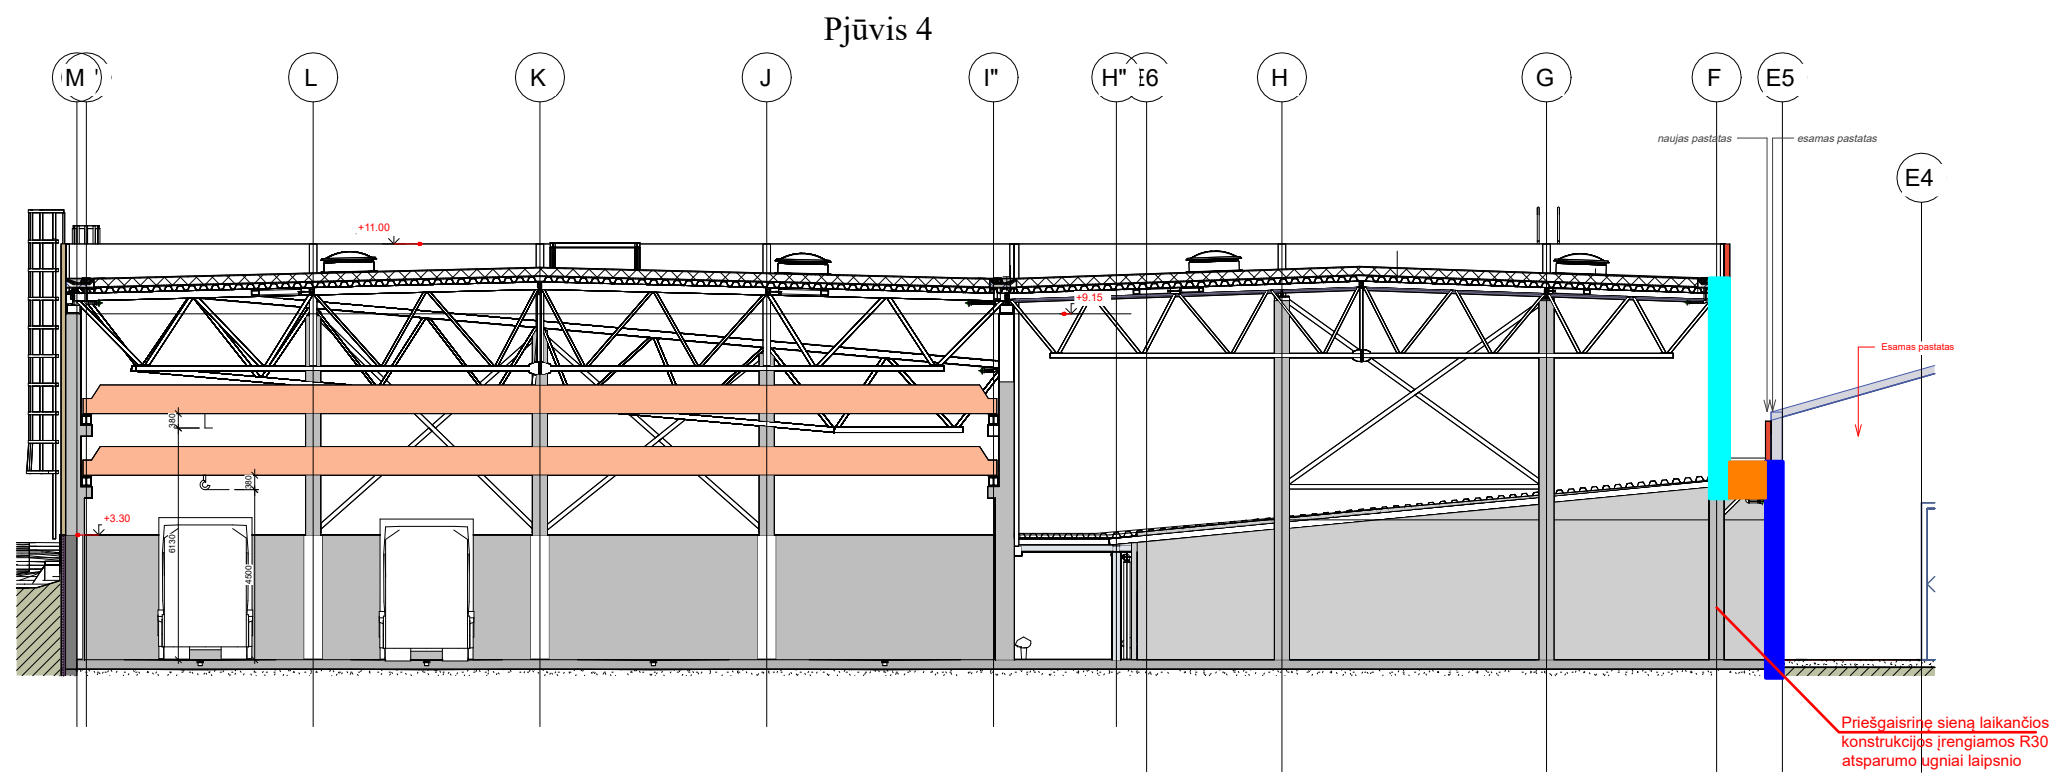 Pjūvis 4
M '
L
K
J
I"
H"
E6
H
G
F
E5
naujas pastatas
esamas pastatas
E4
+11.00
+9.15
Esamas pastatas
380
380
+3.30
6130
4500
Priešgaisrinę sieną laikančios
konstrukcijos įrengiamos R30
atsparumo ugniai laipsnio